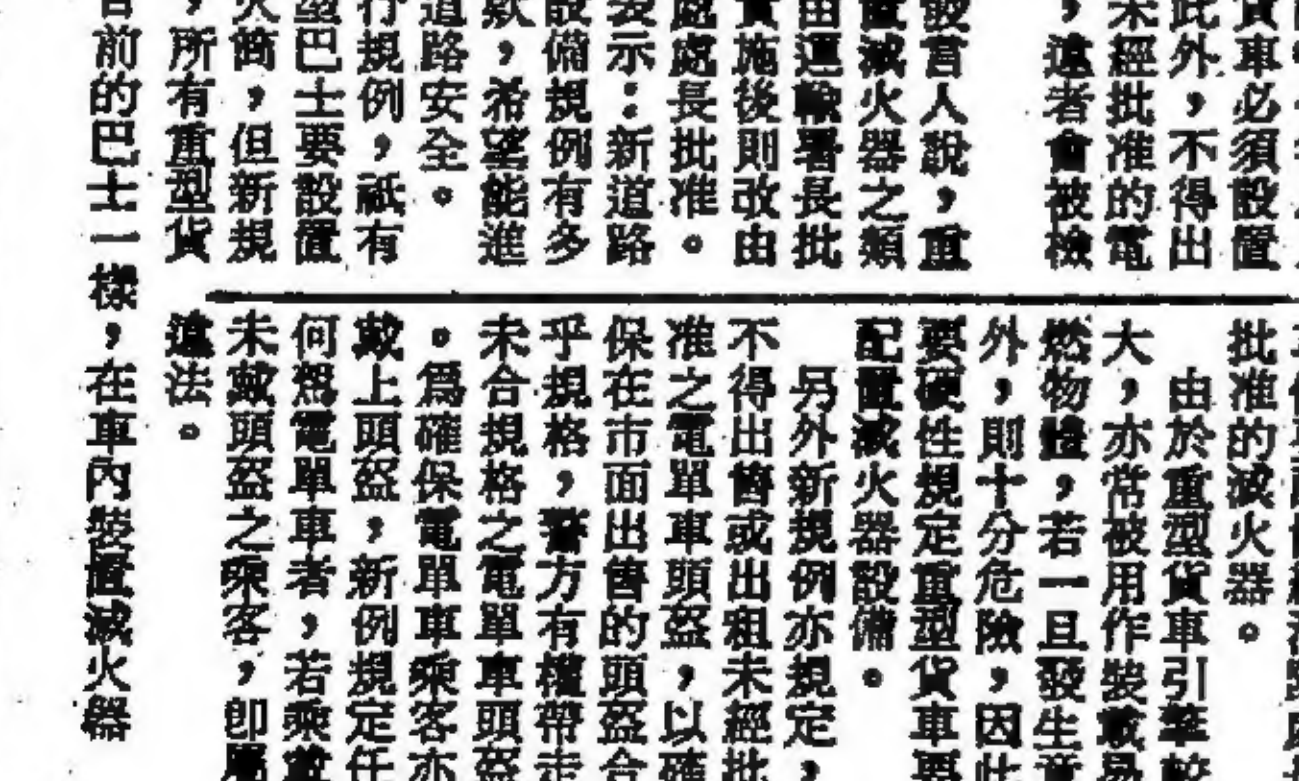 貨車必須設置
此外，不得出
未經批准的電
，違者會被檢
發言人說，重
置滅火器之類
由運輸署長批
實施後則改由
處處長批准。
表示：新道路
設備規例有多
款，希望能進
道路安全。
行規例，祇有
型巴士要設置
火筒，但新規
，所有重型貨
前的巴士一樣，在車內裝置滅火器
批准的滅火器。
由於重型貨車引擎較
大，亦常被用作裝載易
燃物體，若一旦發生意
外，則十分危險，因此
要硬性規定重型貨車要
配置滅火器設備。
另外新規例亦規定，
不得出售或出租未經批
准之電單車頭盔，以確
保在市面出售的頭盔合
乎規格，警方有權帶走
未合規格之電單車頭盔
。爲確保電單車乘客亦
戴上頭盔，新例規定任
何駕電單車者，若乘載
未戴頭盔之乘客，卽屬
違法。